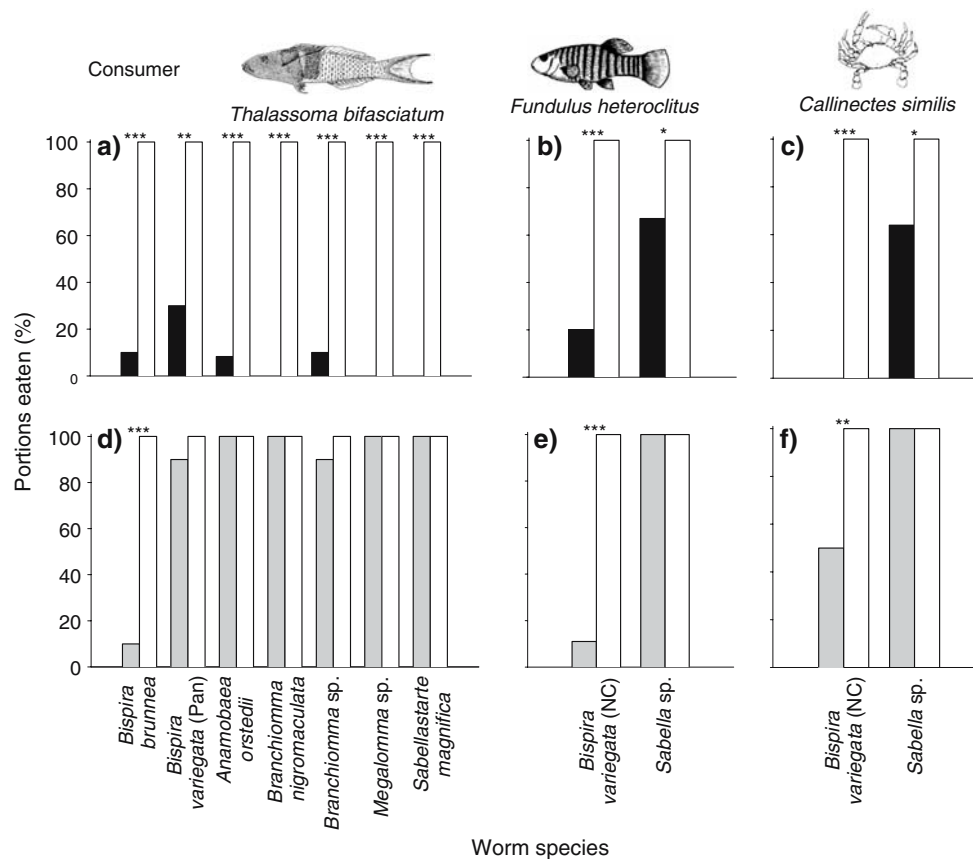 Consumer
Thalassoma bifasciatum
Fundulus heteroclitus
Callinectes similis
a)
*** ** *** *** *** *** ***
b)
*** *
c)
*** *
100
80
60
40
20
0
Portions eaten (%)
d)
***
e)
***
f)
**
100
80
60
40
20
0
Bispira
brunnea
Bispira
variegata (Pan)
Anamobaea
orstedii
Branchiomma
nigromaculata
Branchiomma sp.
Megalomma sp.
Sabellastarte
magnifica
Bispira
variegata (NC)
Sabella sp.
Bispira
variegata (NC)
Sabella sp.
Worm species